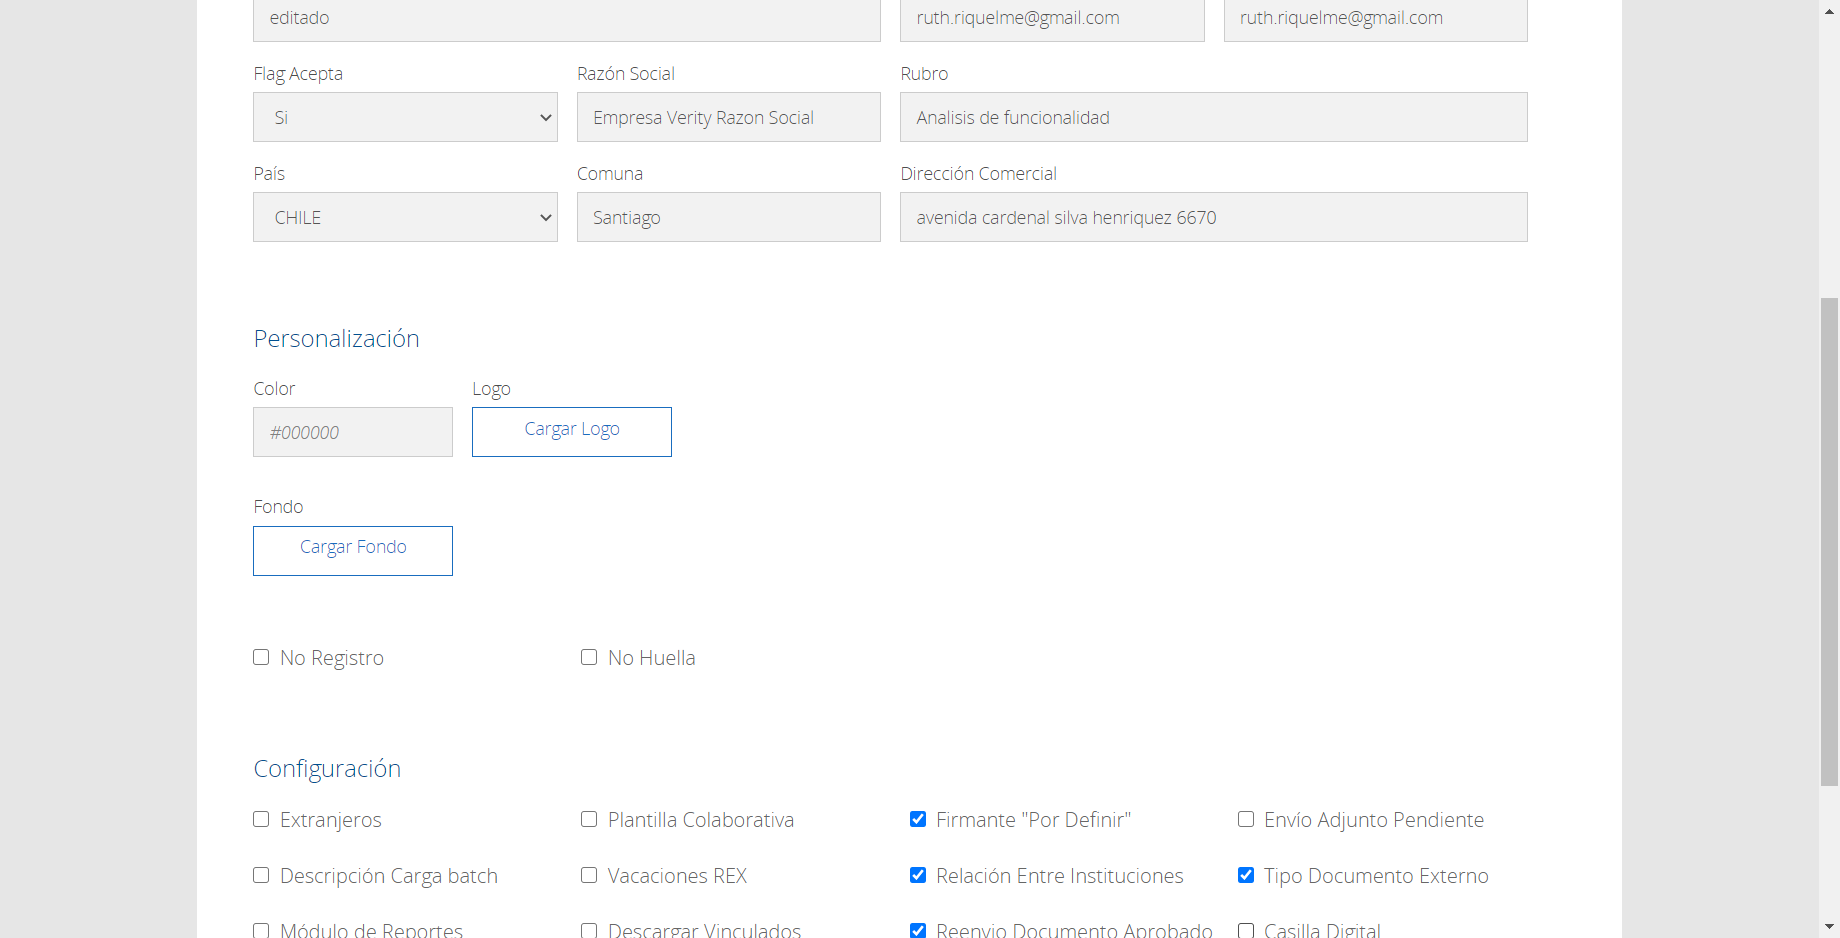 editado ruth.riquelme@gmail.com ruth.riquelme@gmail.com
Flag Acepta Razón Social Rubro
Si Empresa Verity Razon Social Analisis de funcionalidad
País Comuna Dirección Comercial
CHILE Santiago avenida cardenal silva henriquez 6670
Personalización
Color Logo
#000000 Cargar Logo
Fondo
Cargar Fondo
No Registro No Huella
Configuración
Extranjeros Plantilla Colaborativa Firmante "Por Definir" Envío Adjunto Pendiente
Descripción Carga batch Vacaciones REX Relación Entre Instituciones Tipo Documento Externo
Módulo de Reportes Descargar Vinculados Reenvio Documento Aprobado Casilla Digital